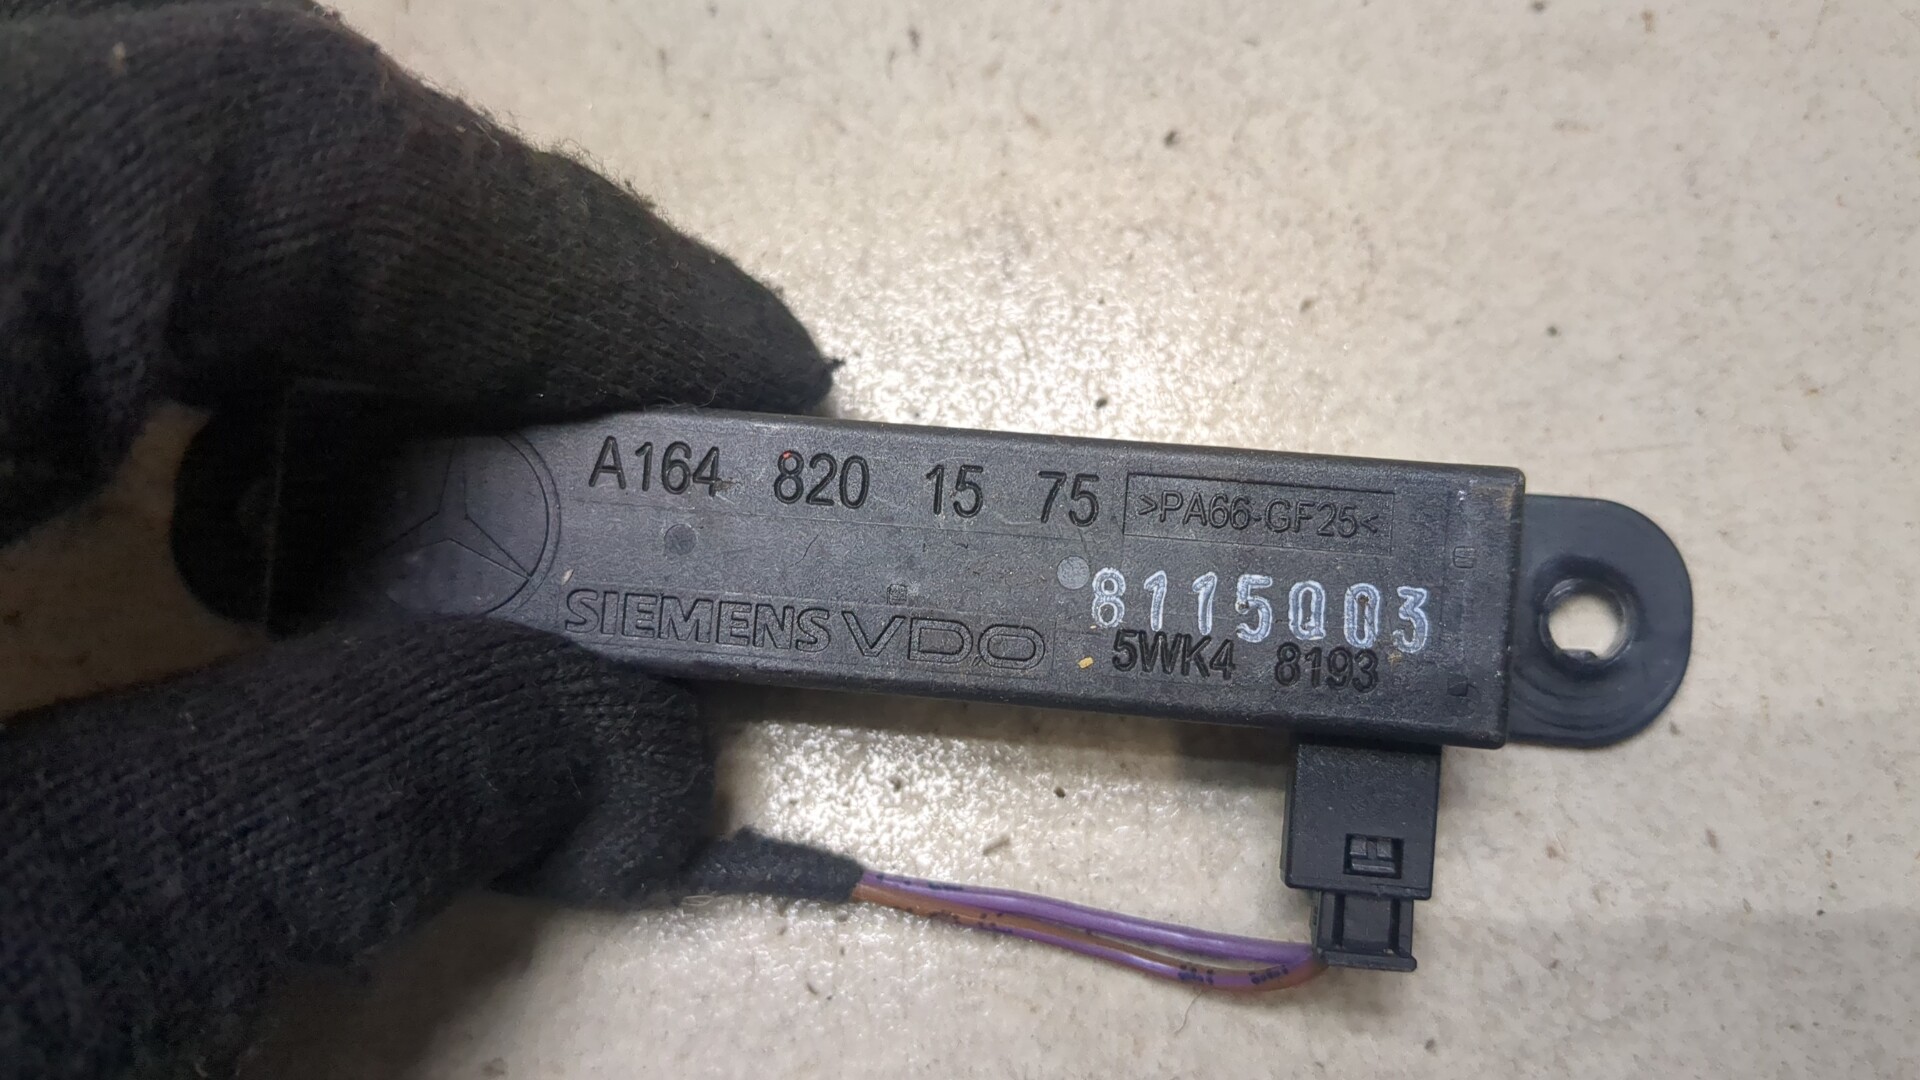 A164 820 15 75 >PA66-GF25<
8115003
SIEMENS VDO 5WK4 8193